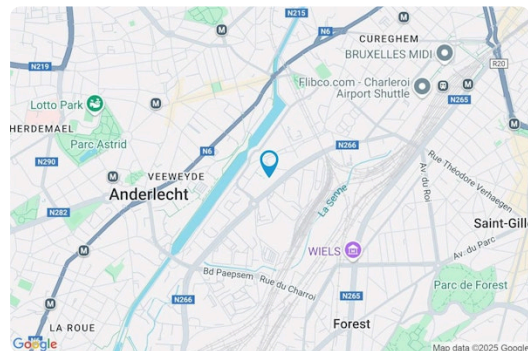 N215
N6
CUREGHEM
BRUXELLES MIDI
R20
N219
Flibco.com - Charleroi
Airport Shuttle
N265
Lotto Park
HERDEMAEL
Parc Astrid
N6
N266
N290
VEEWEYDE
Rue Théodore Verhaegen
Anderlecht
La Senne
Av. du Roi
N282
Saint-Gill
WIELS
Av. du Parc
Bd Paepsem
Rue du Charroi
Parc de Forest
N266
N265
LA ROUE
Forest
N6
Google
Map data ©2025 Google